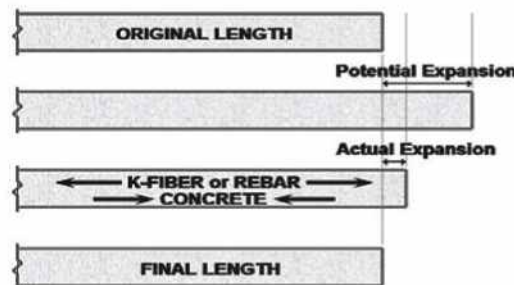 ORIGINAL LENGTH
Potential Expansion
Actual Expansion
K-FIBER or REBAR
CONCRETE
FINAL LENGTH